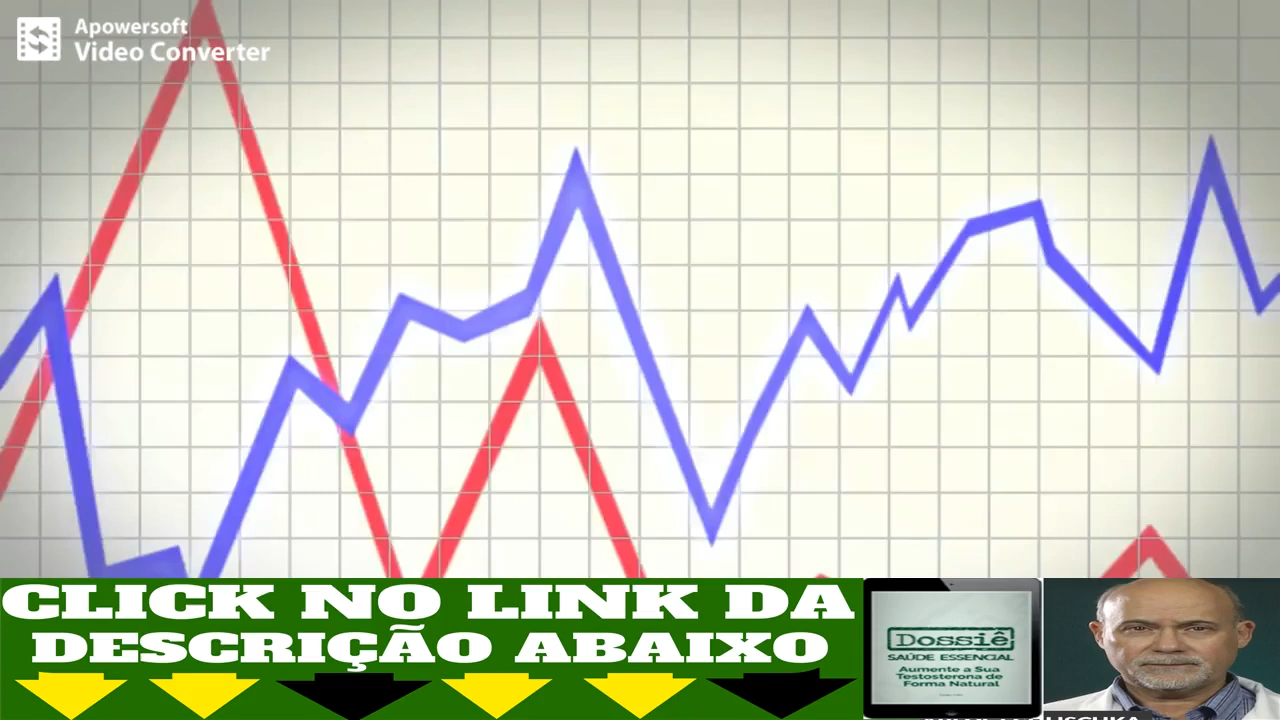 Apowersoft
Video Converter
CLICK NO LINK DA
DESCRIÇÃO ABAIXO
Dossiê
SAÚDE ESSENCIAL
Aumente a Sua
Testosterona de
Forma Natural